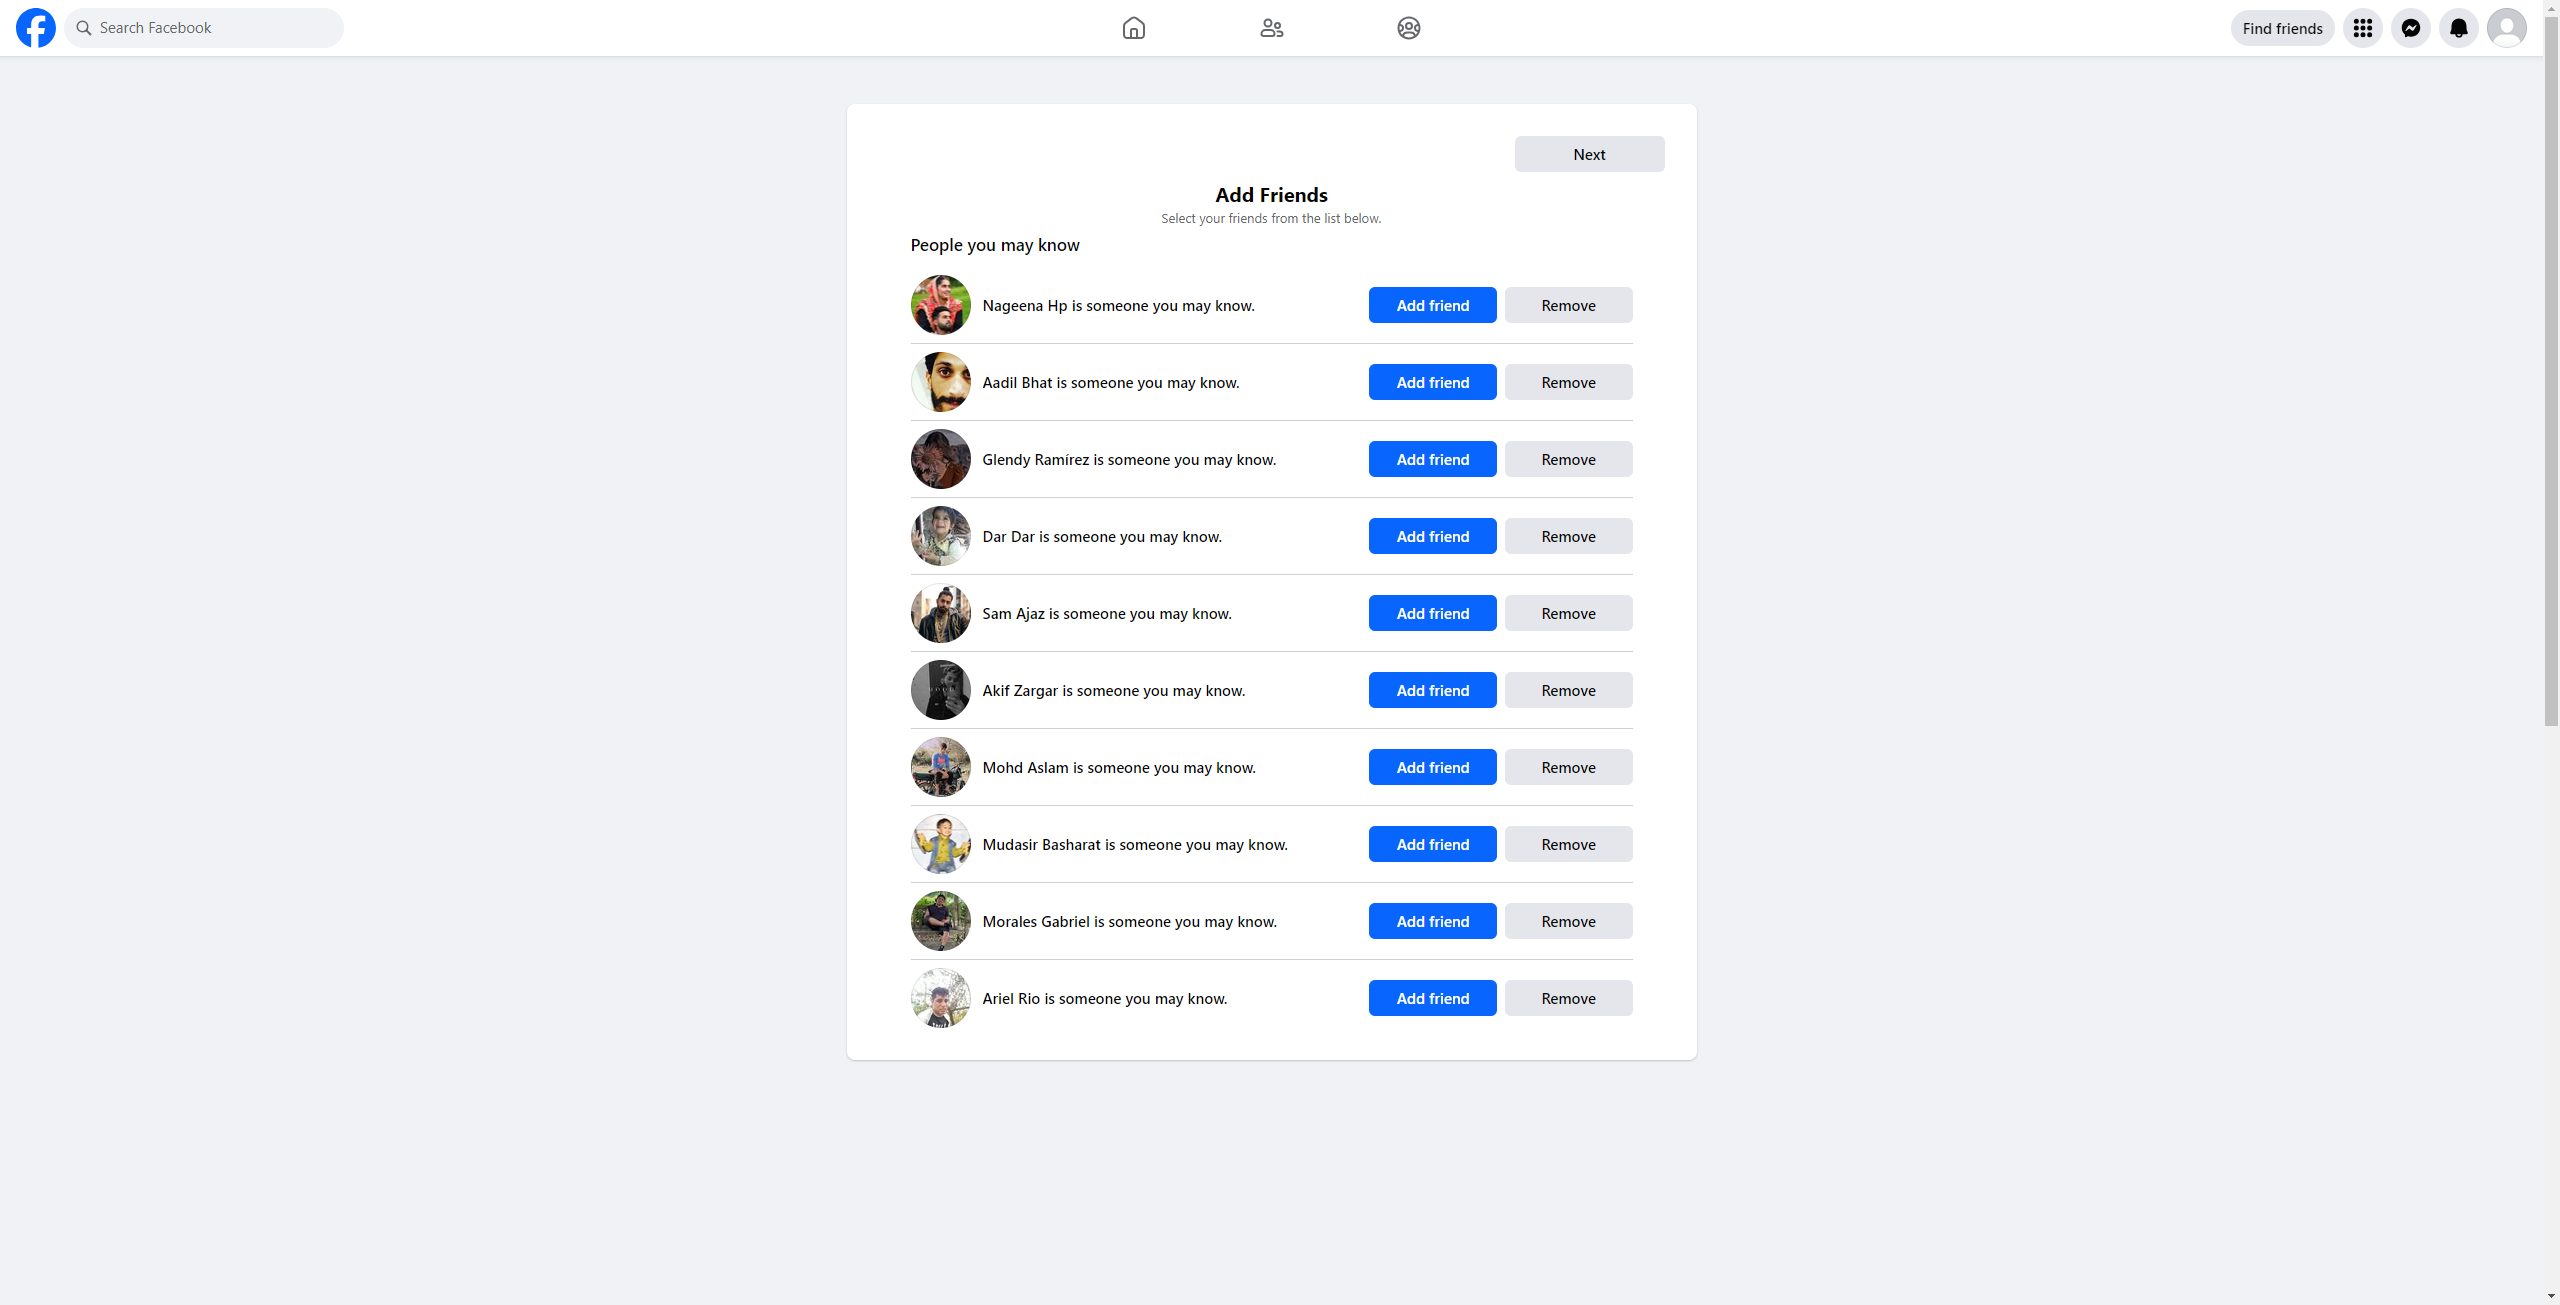 Search Facebook
Find friends
Next
Add Friends
Select your friends from the list below.
People you may know
Nageena Hp is someone you may know.
Add friend
Remove
Aadil Bhat is someone you may know.
Add friend
Remove
Glendy Ramírez is someone you may know.
Add friend
Remove
Dar Dar is someone you may know.
Add friend
Remove
Sam Ajaz is someone you may know.
Add friend
Remove
Akif Zargar is someone you may know.
Add friend
Remove
Mohd Aslam is someone you may know.
Add friend
Remove
Mudasir Basharat is someone you may know.
Add friend
Remove
Morales Gabriel is someone you may know.
Add friend
Remove
Ariel Rio is someone you may know.
Add friend
Remove